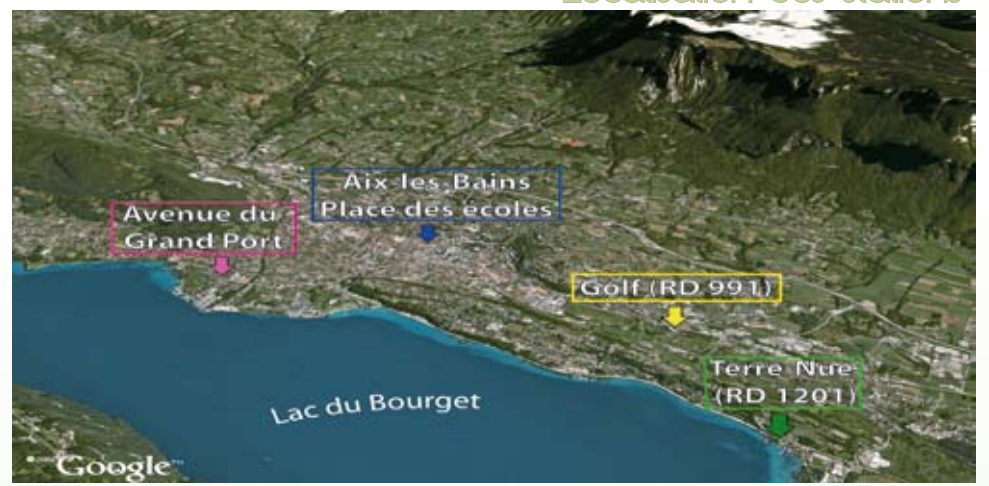 Aix les Bains
Place des écoles
Avenue du
Grand Port
Golf (RD 991)
Terre Nue
(RD 1201)
Lac du Bourget
Google